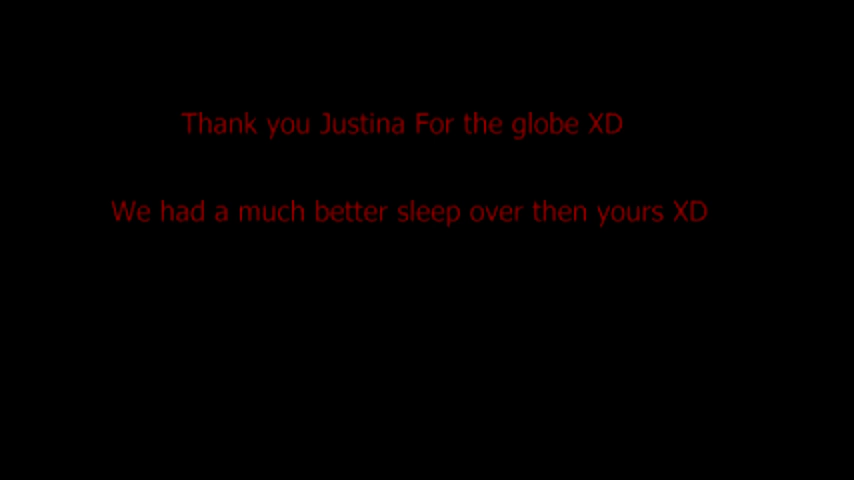 Thank you Justina For the globe XD
We had a much better sleep over then yours XD